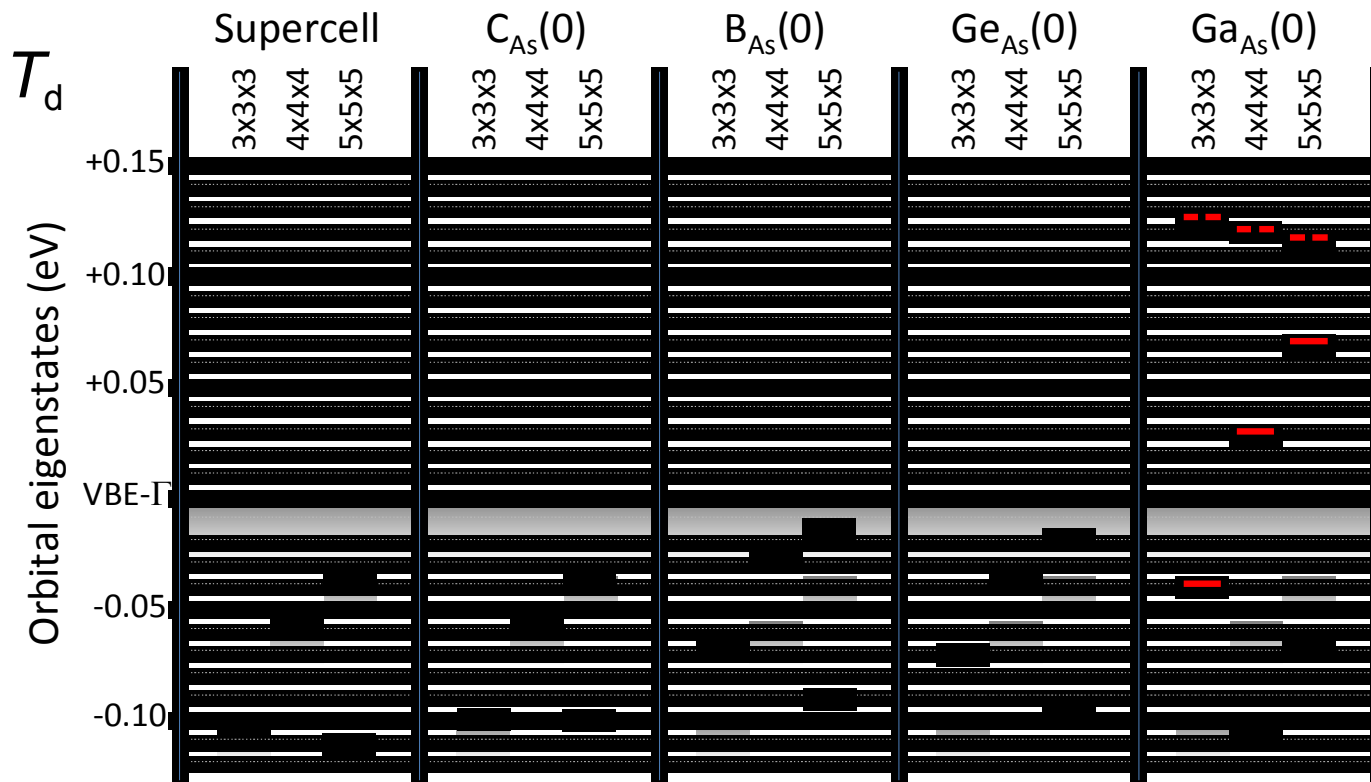 Supercell C_As(0) B_As(0) Ge_As(0) Ga_As(0)
T_d
3x3x3 4x4x4 5x5x5 3x3x3 4x4x4 5x5x5 3x3x3 4x4x4 5x5x5 3x3x3 4x4x4 5x5x5 3x3x3 4x4x4 5x5x5
Orbital eigenstates (eV)
+0.15
+0.10
+0.05
VBE-Γ
-0.05
-0.10